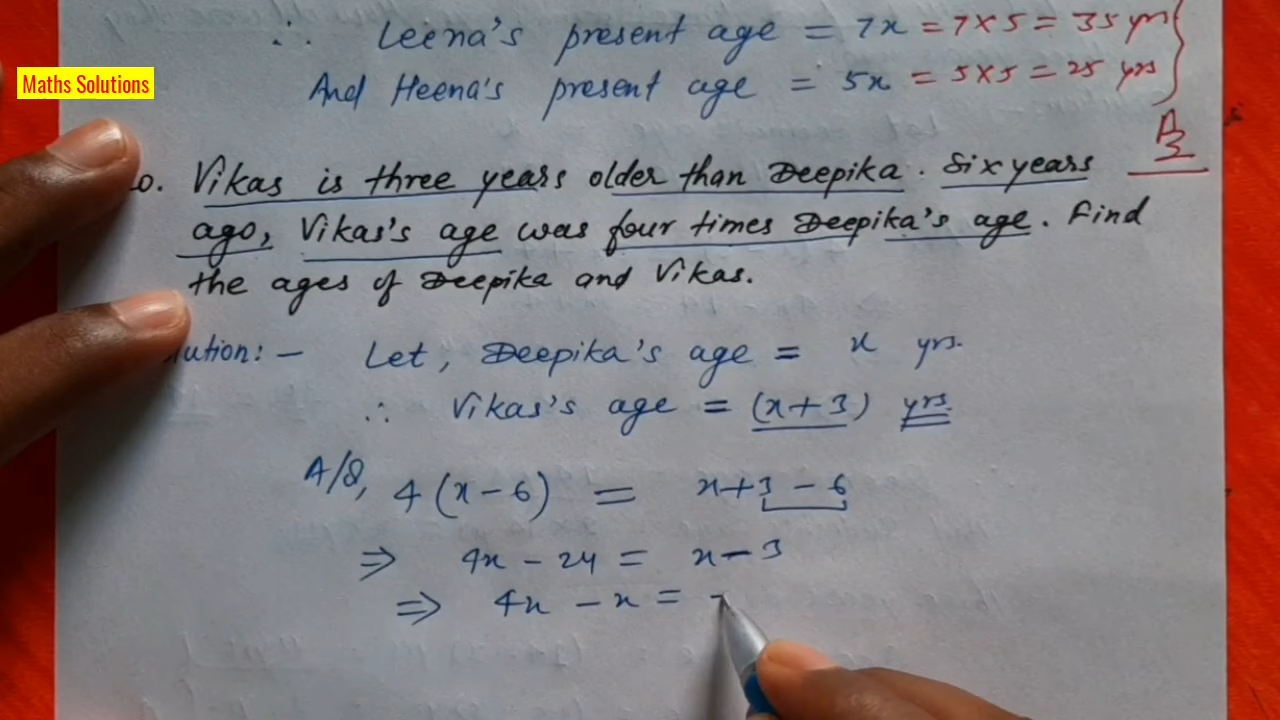 ∴ Leena's present age = 7x = 7×5 = 35 yrs
Maths Solutions
And Heena's present age = 5x = 5×5 = 25 yrs
0. Vikas is three years older than Deepika. Six years
ago, Vikas's age was four times Deepika's age. Find
the ages of Deepika and Vikas.
lution:- Let, Deepika's age = x yrs.
∴ Vikas's age = (x+3) yrs.
A/Q, 4(x-6) = x+3-6
⇒ 4x - 24 = x - 3
⇒ 4x - x = -